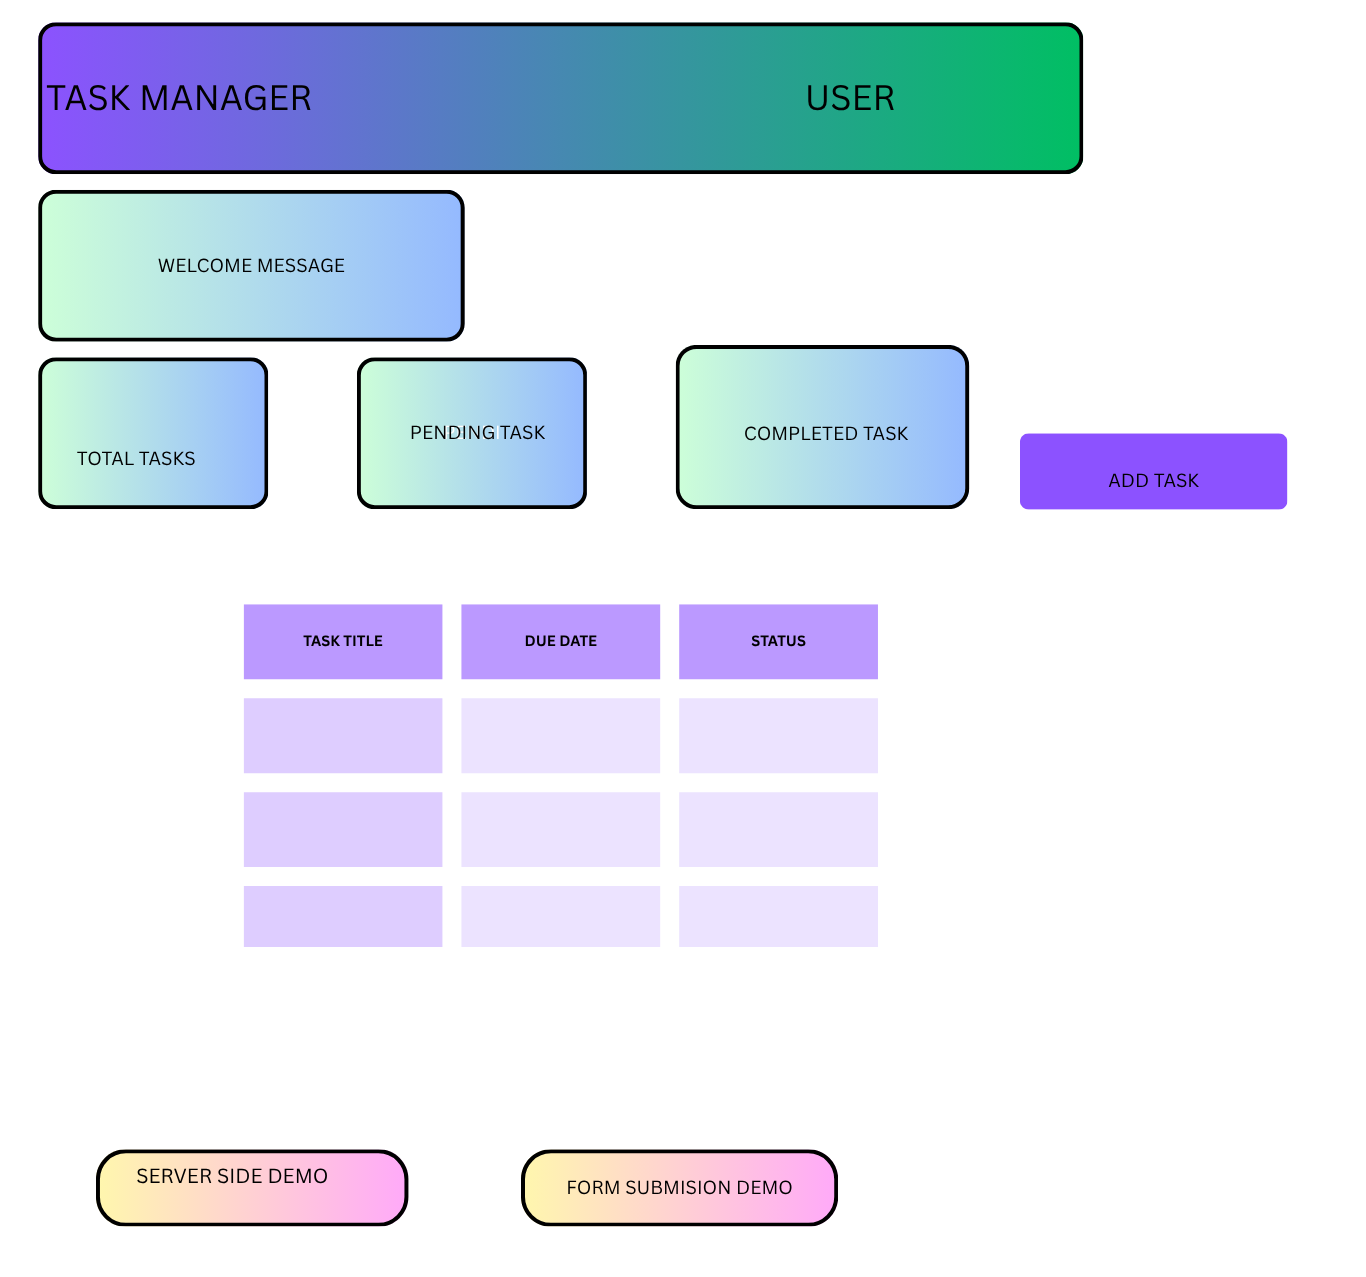 TASK MANAGER
USER
WELCOME MESSAGE
TOTAL TASKS
PENDING TASK
COMPLETED TASK
ADD TASK
TASK TITLE
DUE DATE
STATUS
SERVER SIDE DEMO
FORM SUBMISION DEMO